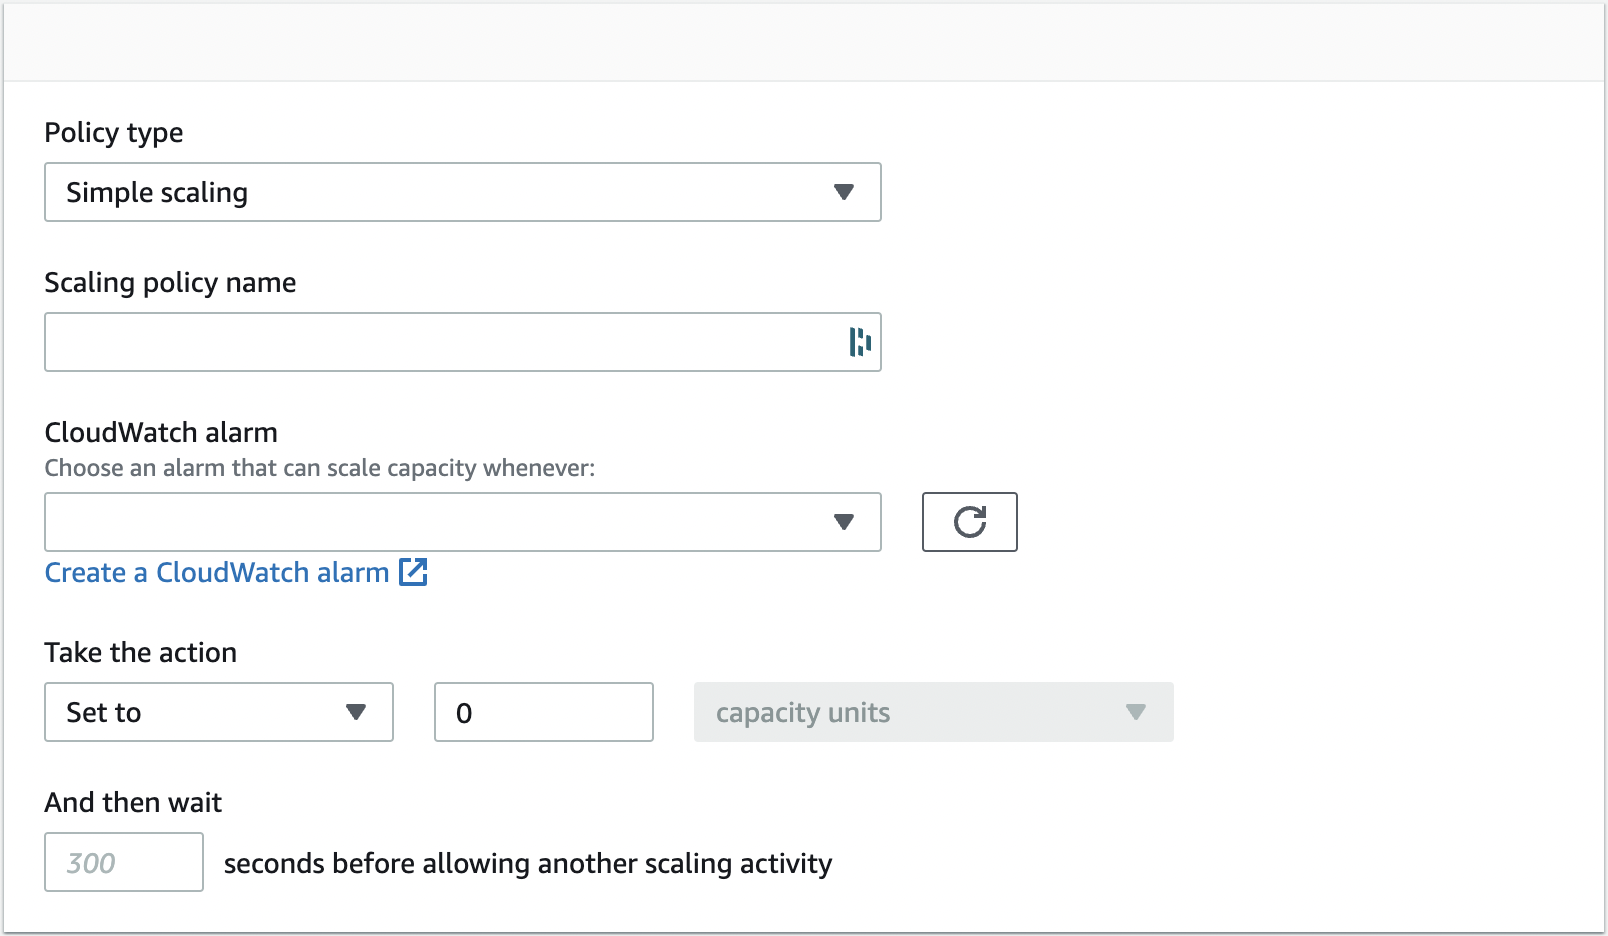 Policy type
Simple scaling
Scaling policy name
CloudWatch alarm
Choose an alarm that can scale capacity whenever:
Create a CloudWatch alarm
Take the action
Set to 0 capacity units
And then wait
300 seconds before allowing another scaling activity